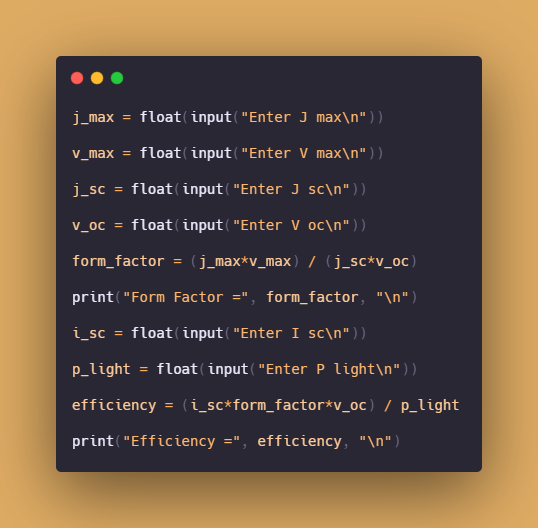 j_max = float(input("Enter J max\n"))
v_max = float(input("Enter V max\n"))
j_sc = float(input("Enter J sc\n"))
v_oc = float(input("Enter V oc\n"))
form_factor = (j_max*v_max) / (j_sc*v_oc)
print("Form Factor =", form_factor, "\n")
i_sc = float(input("Enter I sc\n"))
p_light = float(input("Enter P light\n"))
efficiency = (i_sc*form_factor*v_oc) / p_light
print("Efficiency =", efficiency, "\n")